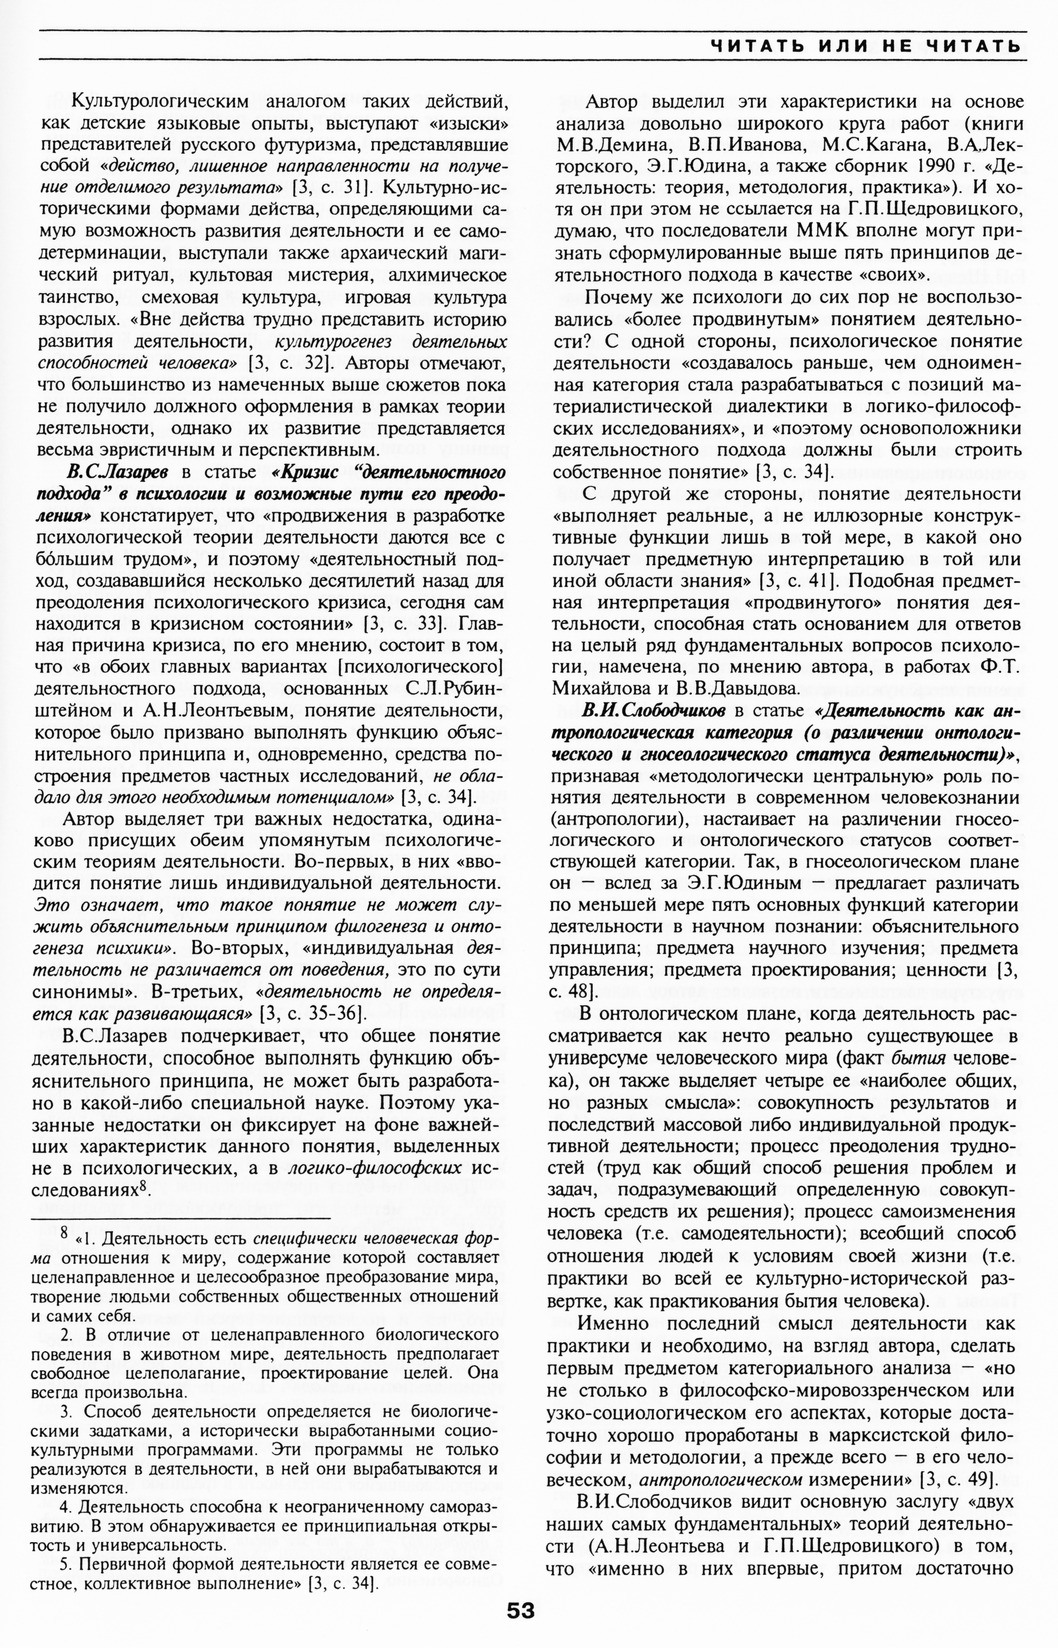 ЧИТАТЬ ИЛИ НЕ ЧИТАТЬ
Культурологическим аналогом таких действий,
как детские языковые опыты, выступают «изыски»
представителей русского футуризма, представлявшие
собой «действо, лишенное направленности на получе-
ние отделимого результата» [3, с. 31]. Культурно-ис-
торическими формами действа, определяющими са-
мую возможность развития деятельности и ее само-
детерминации, выступали также архаический маги-
ческий ритуал, культовая мистерия, алхимическое
таинство, смеховая культура, игровая культура
взрослых. «Вне действа трудно представить историю
развития деятельности, культурогенез деятельных
способностей человека» [3, с. 32]. Авторы отмечают,
что большинство из намеченных выше сюжетов пока
не получило должного оформления в рамках теории
деятельности, однако их развитие представляется
весьма эвристичным и перспективным.
В.С.Лазарев в статье «Кризис “деятельностного
подхода” в психологии и возможные пути его преодо-
ления» констатирует, что «продвижения в разработке
психологической теории деятельности даются все с
бо́льшим трудом», и поэтому «деятельностный под-
ход, создававшийся несколько десятилетий назад для
преодоления психологического кризиса, сегодня сам
находится в кризисном состоянии» [3, с. 33]. Глав-
ная причина кризиса, по его мнению, состоит в том,
что «в обоих главных вариантах [психологического]
деятельностного подхода, основанных С.Л.Рубин-
штейном и А.Н.Леонтьевым, понятие деятельности,
которое было призвано выполнять функцию объяс-
нительного принципа и, одновременно, средства по-
строения предметов частных исследований, не обла-
дало для этого необходимым потенциалом» [3, с. 34].
Автор выделяет три важных недостатка, одина-
ково присущих обеим упомянутым психологиче-
ским теориям деятельности. Во-первых, в них «вво-
дится понятие лишь индивидуальной деятельности.
Это означает, что такое понятие не может слу-
жить объяснительным принципом филогенеза и онто-
генеза психики». Во-вторых, «индивидуальная дея-
тельность не различается от поведения, это по сути
синонимы». В-третьих, «деятельность не определя-
ется как развивающаяся» [3, с. 35-36].
В.С.Лазарев подчеркивает, что общее понятие
деятельности, способное выполнять функцию объ-
яснительного принципа, не может быть разработа-
но в какой-либо специальной науке. Поэтому ука-
занные недостатки он фиксирует на фоне важней-
ших характеристик данного понятия, выделенных
не в психологических, а в логико-философских ис-
следованиях⁸.
⁸ «1. Деятельность есть специфически человеческая фор-
ма отношения к миру, содержание которой составляет
целенаправленное и целесообразное преобразование мира,
творение людьми собственных общественных отношений
и самих себя.
2. В отличие от целенаправленного биологического
поведения в животном мире, деятельность предполагает
свободное целеполагание, проектирование целей. Она
всегда произвольна.
3. Способ деятельности определяется не биологиче-
скими задатками, а исторически выработанными социо-
культурными программами. Эти программы не только
реализуются в деятельности, в ней они вырабатываются и
изменяются.
4. Деятельность способна к неограниченному самораз-
витию. В этом обнаруживается ее принципиальная откры-
тость и универсальность.
5. Первичной формой деятельности является ее совме-
стное, коллективное выполнение» [3, с. 34].
Автор выделил эти характеристики на основе
анализа довольно широкого круга работ (книги
М.В.Демина, В.П.Иванова, М.С.Кагана, В.А.Лек-
торского, Э.Г.Юдина, а также сборник 1990 г. «Де-
ятельность: теория, методология, практика»). И хо-
тя он при этом не ссылается на Г.П.Щедровицкого,
думаю, что последователи ММК вполне могут при-
знать сформулированные выше пять принципов де-
ятельностного подхода в качестве «своих».
Почему же психологи до сих пор не воспользо-
вались «более продвинутым» понятием деятельно-
сти? С одной стороны, психологическое понятие
деятельности «создавалось раньше, чем одноимен-
ная категория стала разрабатываться с позиций ма-
териалистической диалектики в логико-философ-
ских исследованиях», и «поэтому основоположники
деятельностного подхода должны были строить
собственное понятие» [3, с. 34].
С другой же стороны, понятие деятельности
«выполняет реальные, а не иллюзорные конструк-
тивные функции лишь в той мере, в какой оно
получает предметную интерпретацию в той или
иной области знания» [3, с. 41]. Подобная предмет-
ная интерпретация «продвинутого» понятия дея-
тельности, способная стать основанием для ответов
на целый ряд фундаментальных вопросов психоло-
гии, намечена, по мнению автора, в работах Ф.Т.
Михайлова и В.В.Давыдова.
В.И.Слободчиков в статье «Деятельность как ан-
тропологическая категория (о различении онтологи-
ческого и гносеологического статуса деятельности)»,
признавая «методологически центральную» роль по-
нятия деятельности в современном человекознании
(антропологии), настаивает на различении гносео-
логического и онтологического статусов соответ-
ствующей категории. Так, в гносеологическом плане
он — вслед за Э.Г.Юдиным — предлагает различать
по меньшей мере пять основных функций категории
деятельности в научном познании: объяснительного
принципа; предмета научного изучения; предмета
управления; предмета проектирования; ценности [3,
с. 48].
В онтологическом плане, когда деятельность рас-
сматривается как нечто реально существующее в
универсуме человеческого мира (факт бытия челове-
ка), он также выделяет четыре ее «наиболее общих,
но разных смысла»: совокупность результатов и
последствий массовой либо индивидуальной продук-
тивной деятельности; процесс преодоления трудно-
стей (труд как общий способ решения проблем и
задач, подразумевающий определенную совокуп-
ность средств их решения); процесс самоизменения
человека (т.е. самодеятельности); всеобщий способ
отношения людей к условиям своей жизни (т.е.
практики во всей ее культурно-исторической раз-
вертке, как практикования бытия человека).
Именно последний смысл деятельности как
практики и необходимо, на взгляд автора, сделать
первым предметом категориального анализа — «но
не столько в философско-мировоззренческом или
узко-социологическом его аспектах, которые доста-
точно хорошо проработаны в марксистской фило-
софии и методологии, а прежде всего — в его чело-
веческом, антропологическом измерении» [3, с. 49].
В.И.Слободчиков видит основную заслугу «двух
наших самых фундаментальных» теорий деятельно-
сти (А.Н.Леонтьева и Г.П.Щедровицкого) в том,
что «именно в них впервые, притом достаточно
53